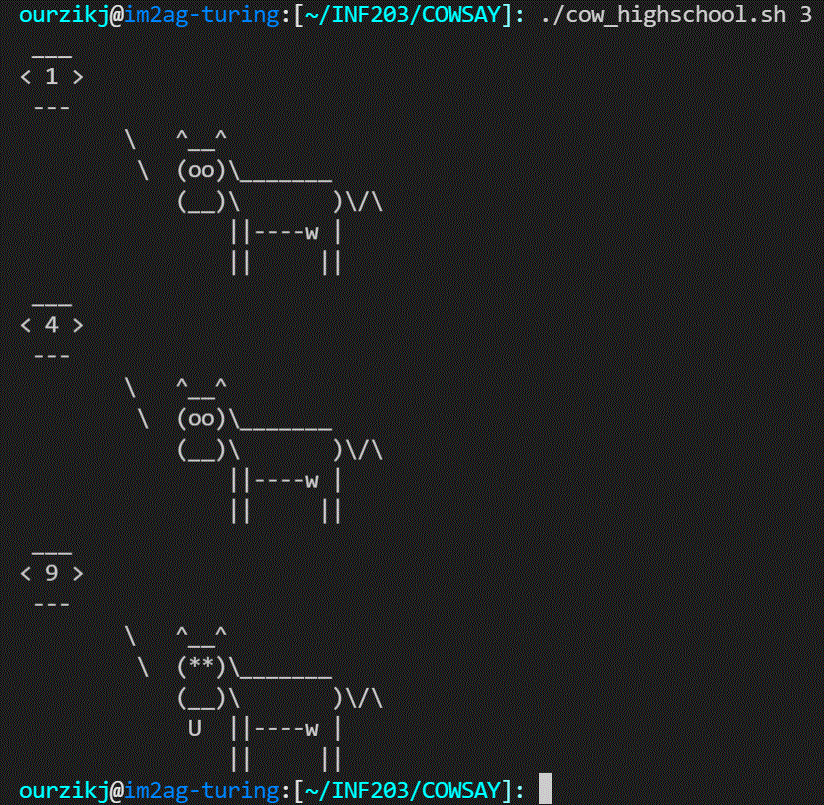 ourzikj@im2ag-turing:[~/INF203/COWSAY]: ./cow_highschool.sh 3
 ___
< 1 >
 ---
        \   ^__^
         \  (oo)\_______
            (__)\       )\/\
                ||----w |
                ||     ||
 ___
< 4 >
 ---
        \   ^__^
         \  (oo)\_______
            (__)\       )\/\
                ||----w |
                ||     ||
 ___
< 9 >
 ---
        \   ^__^
         \  (**)\_______
            (__)\       )\/\
             U  ||----w |
                ||     ||
ourzikj@im2ag-turing:[~/INF203/COWSAY]: